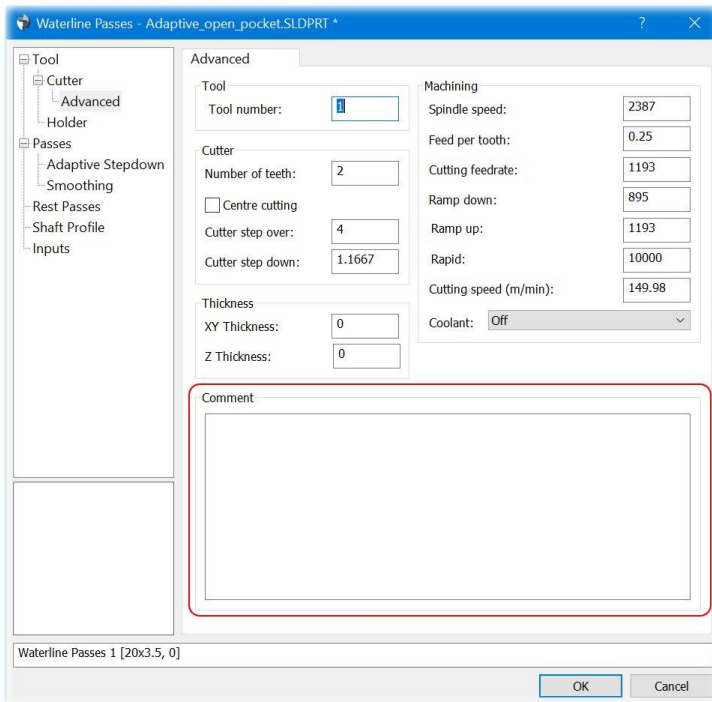 Waterline Passes - Adaptive_open_pocket.SLDPRT *
?
Tool
Cutter
Advanced
Holder
Passes
Adaptive Stepdown
Smoothing
Rest Passes
Shaft Profile
Inputs
Advanced
Tool
Tool number: 1
Cutter
Number of teeth: 2
Centre cutting
Cutter step over: 4
Cutter step down: 1.1667
Thickness
XY Thickness: 0
Z Thickness: 0
Machining
Spindle speed: 2387
Feed per tooth: 0.25
Cutting feedrate: 1193
Ramp down: 895
Ramp up: 1193
Rapid: 10000
Cutting speed (m/min): 149.98
Coolant: Off
Comment
Waterline Passes 1 [20x3.5, 0]
OK Cancel